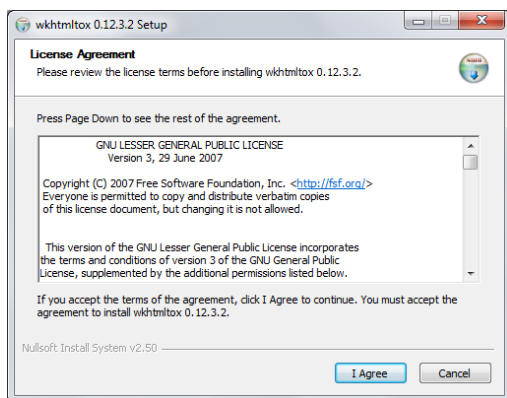 wkhtmltox 0.12.3.2 Setup
License Agreement
Please review the license terms before installing wkhtmltox 0.12.3.2.
Press Page Down to see the rest of the agreement.
GNU LESSER GENERAL PUBLIC LICENSE
Version 3, 29 June 2007
Copyright (C) 2007 Free Software Foundation, Inc. <http://fsf.org/>
Everyone is permitted to copy and distribute verbatim copies
of this license document, but changing it is not allowed.
This version of the GNU Lesser General Public License incorporates
the terms and conditions of version 3 of the GNU General Public
License, supplemented by the additional permissions listed below.
If you accept the terms of the agreement, click I Agree to continue. You must accept the
agreement to install wkhtmltox 0.12.3.2.
Nullsoft Install System v2.50
I Agree
Cancel